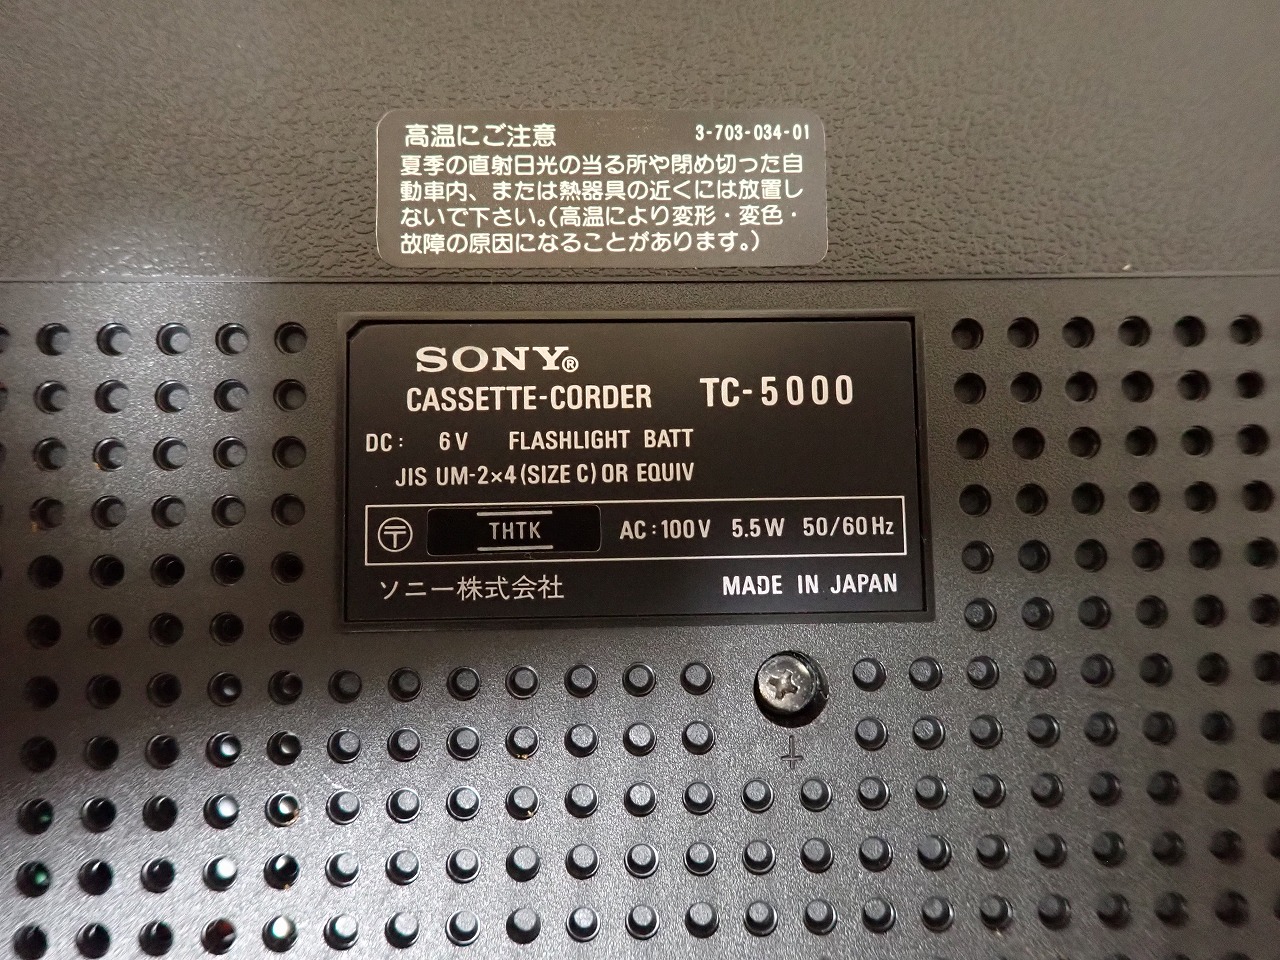 高温にご注意 3-703-034-01
夏季の直射日光の当る所や閉め切った自
動車内、または熱器具の近くには放置し
ないで下さい。(高温により変形・変色・
故障の原因になることがあります。)
SONY®
CASSETTE-CORDER TC-5000
DC: 6V FLASHLIGHT BATT
JIS UM-2×4 (SIZE C) OR EQUIV
〒 THTK AC:100V 5.5W 50/60Hz
ソニー株式会社 MADE IN JAPAN